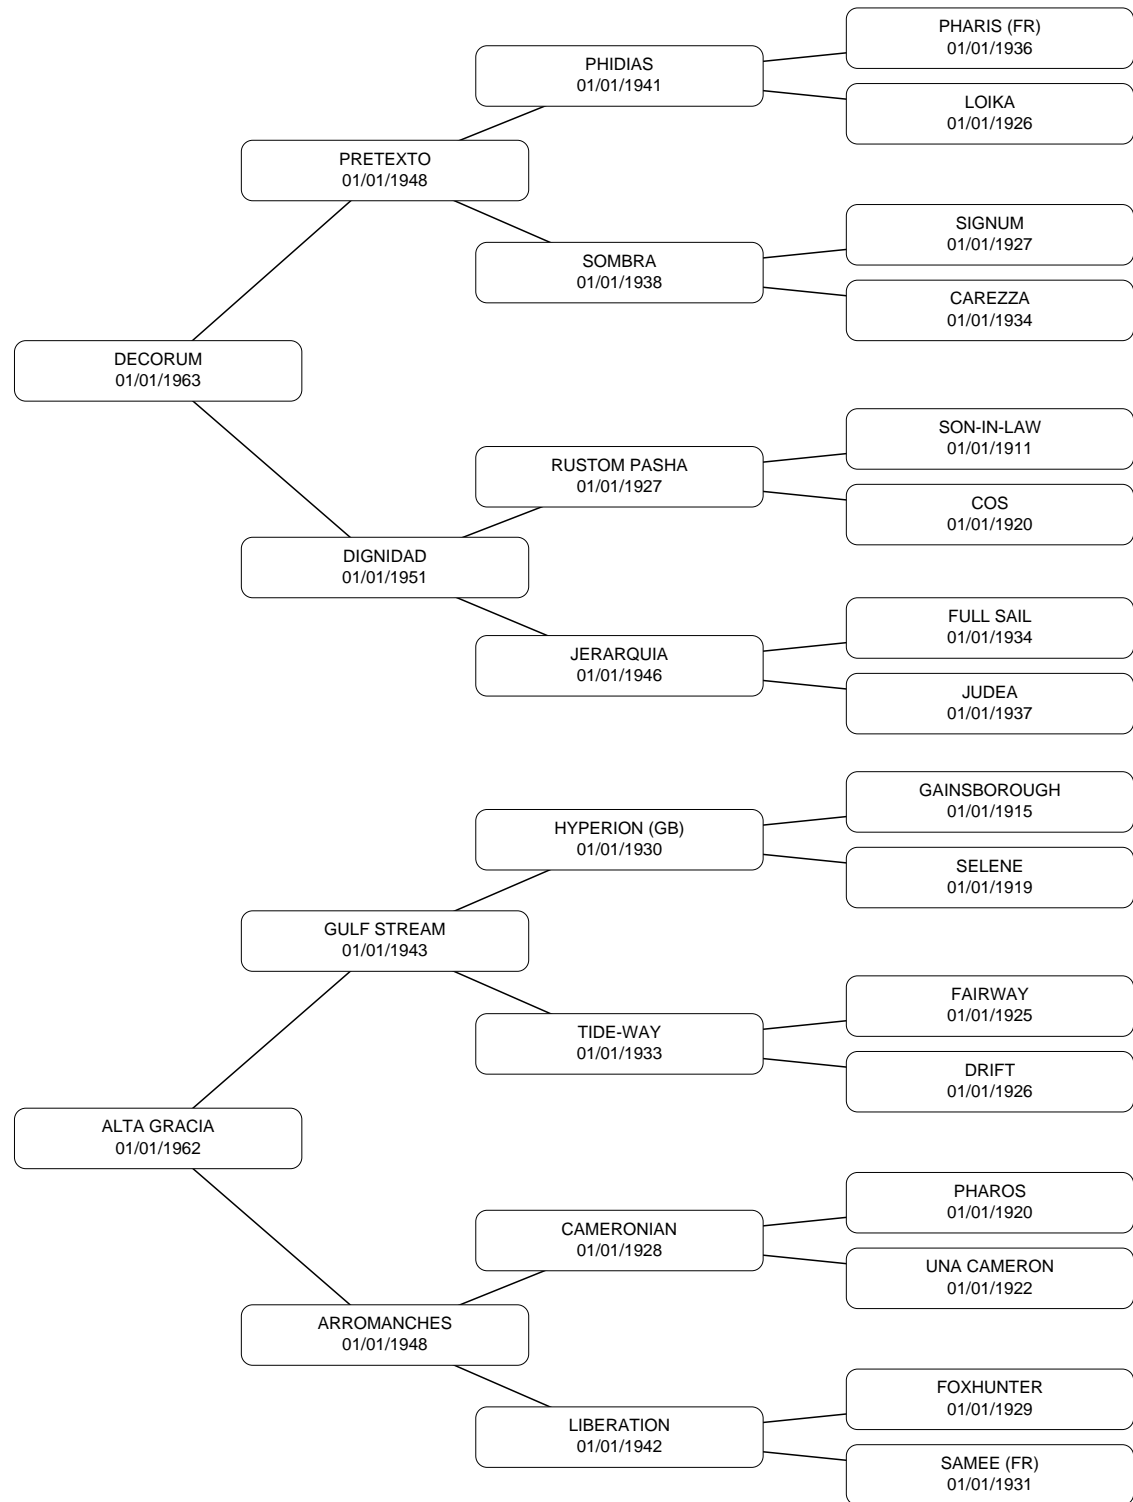 PHARIS (FR)
01/01/1936
PHIDIAS
01/01/1941
LOIKA
01/01/1926
PRETEXTO
01/01/1948
SIGNUM
01/01/1927
SOMBRA
01/01/1938
CAREZZA
01/01/1934
DECORUM
01/01/1963
SON-IN-LAW
01/01/1911
RUSTOM PASHA
01/01/1927
COS
01/01/1920
DIGNIDAD
01/01/1951
FULL SAIL
01/01/1934
JERARQUIA
01/01/1946
JUDEA
01/01/1937
GAINSBOROUGH
01/01/1915
HYPERION (GB)
01/01/1930
SELENE
01/01/1919
GULF STREAM
01/01/1943
FAIRWAY
01/01/1925
TIDE-WAY
01/01/1933
DRIFT
01/01/1926
ALTA GRACIA
01/01/1962
PHAROS
01/01/1920
CAMERONIAN
01/01/1928
UNA CAMERON
01/01/1922
ARROMANCHES
01/01/1948
FOXHUNTER
01/01/1929
LIBERATION
01/01/1942
SAMEE (FR)
01/01/1931